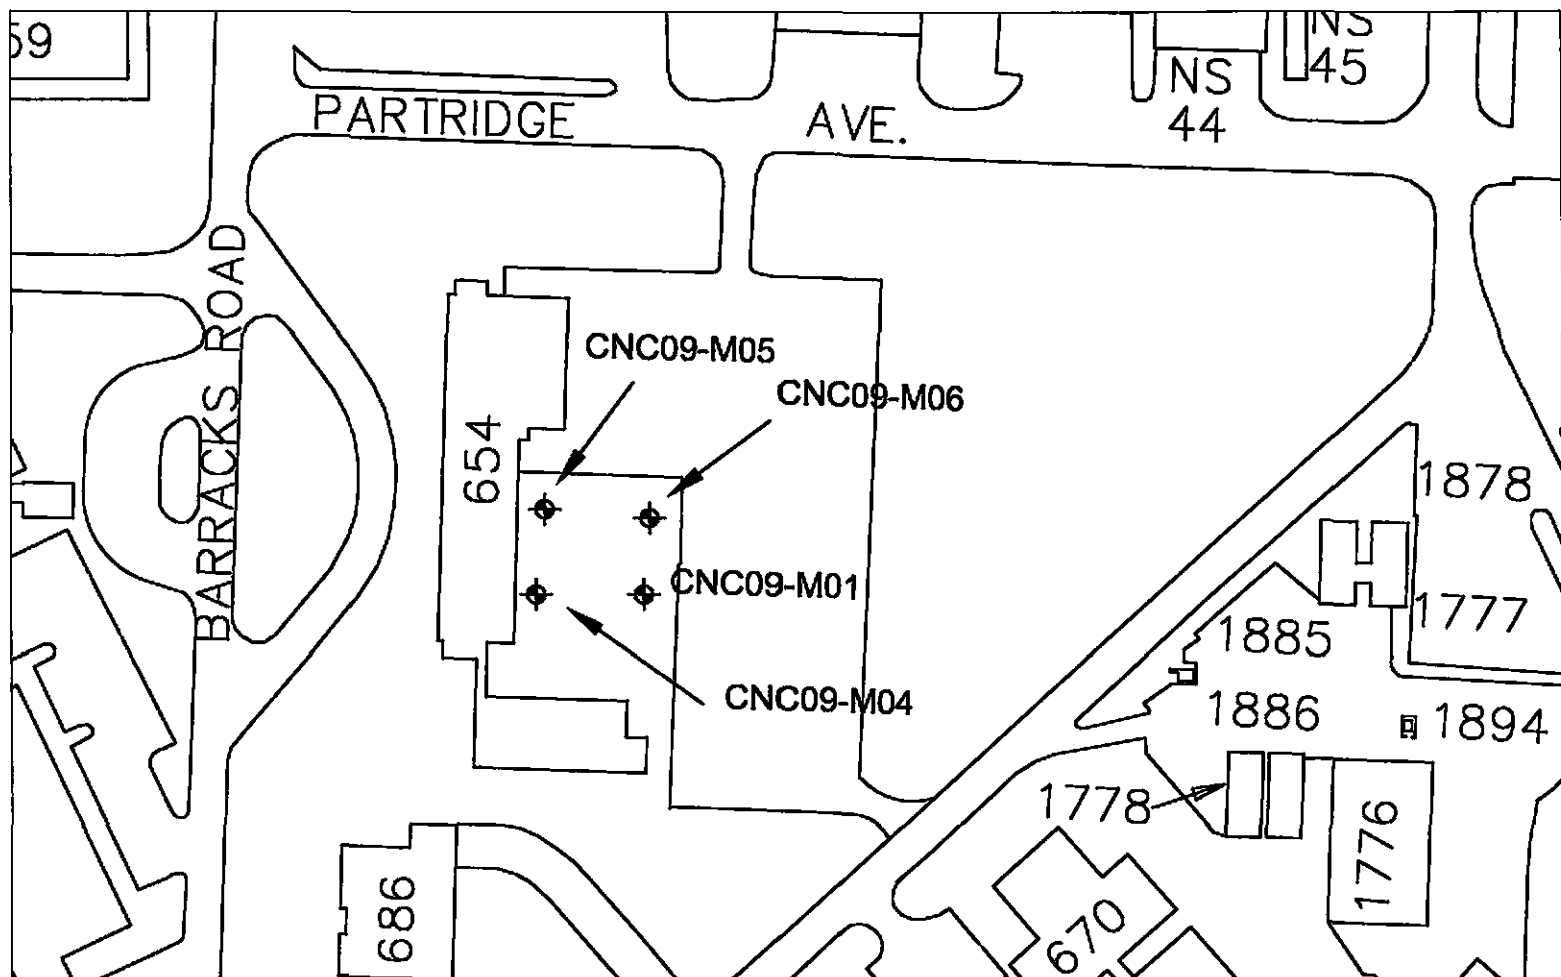 59
NS
45
NS
44
PARTRIDGE AVE.
BARRACKS ROAD
CNC09-M05
CNC09-M06
654
1878
CNC09-M01
1777
1885
CNC09-M04
1886
1894
1778
1776
686
670